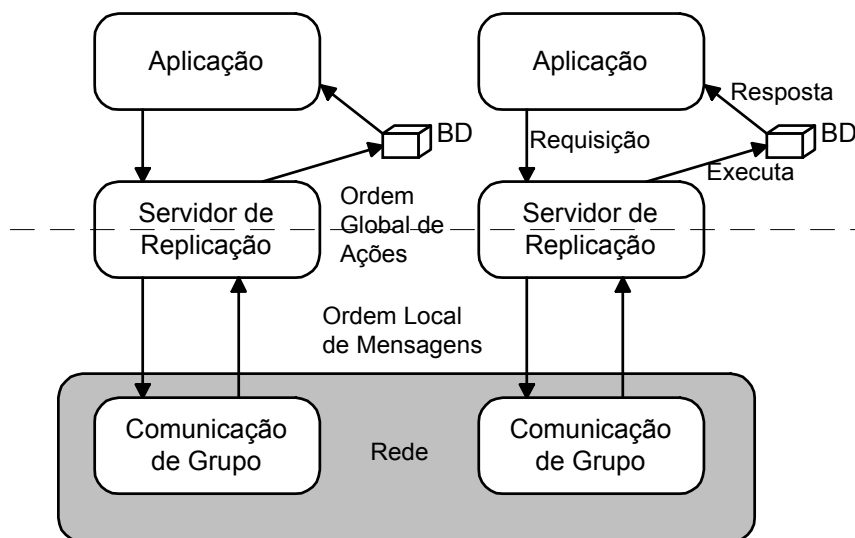 Aplicação
Aplicação
Resposta
BD
BD
Requisição
Executa
Servidor de
Replicação
Ordem
Global de
Ações
Servidor de
Replicação
Ordem Local
de Mensagens
Comunicação
de Grupo
Rede
Comunicação
de Grupo